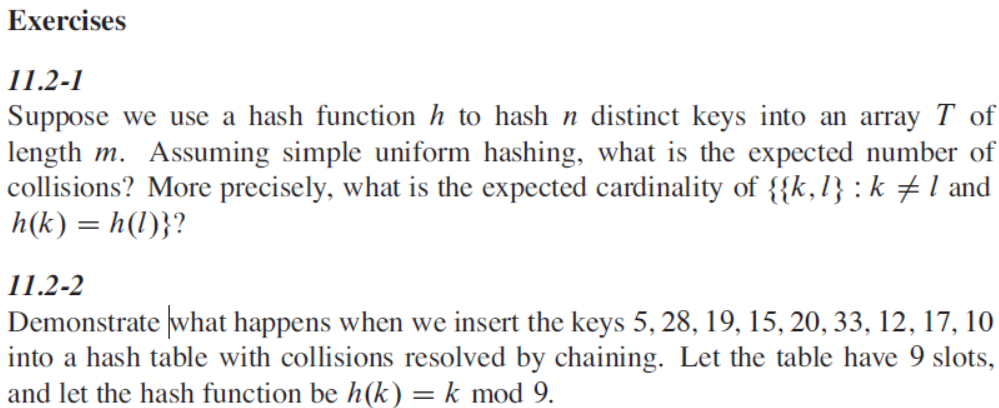 Exercises
11.2-1
Suppose we use a hash function h to hash n distinct keys into an array T of
length m. Assuming simple uniform hashing, what is the expected number of
collisions? More precisely, what is the expected cardinality of {{k, l} : k ≠ l and
h(k) = h(l)}?
11.2-2
Demonstrate what happens when we insert the keys 5, 28, 19, 15, 20, 33, 12, 17, 10
into a hash table with collisions resolved by chaining. Let the table have 9 slots,
and let the hash function be h(k) = k mod 9.